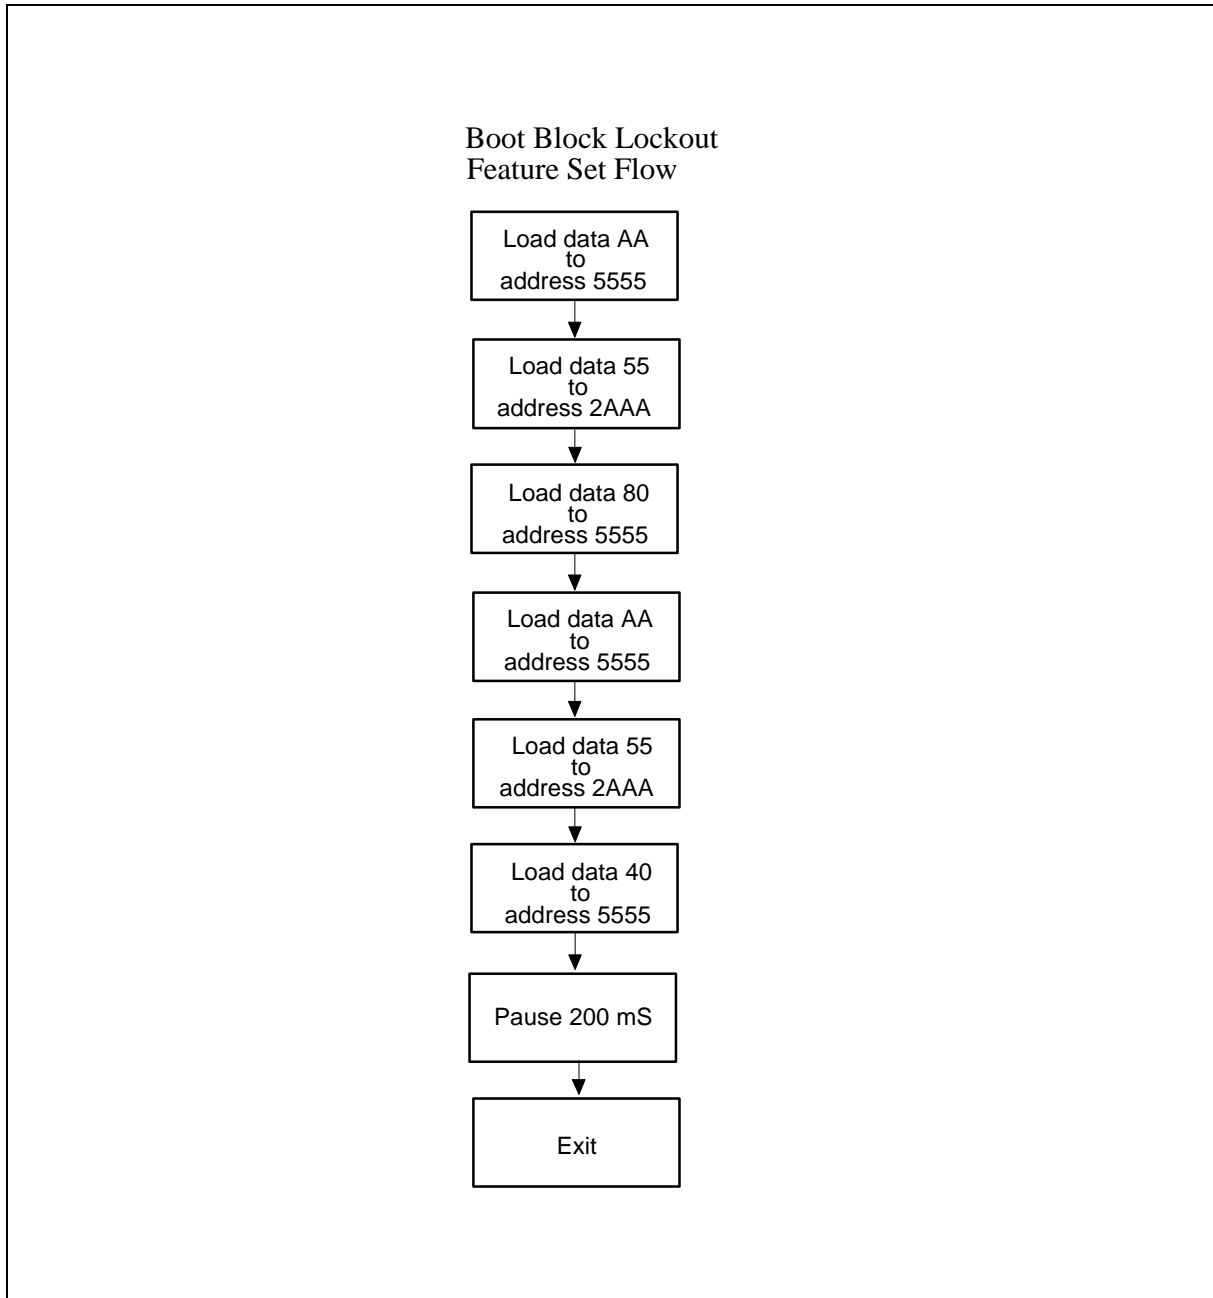 Boot Block Lockout
Feature Set Flow
Load data AA
to
address 5555
Load data 55
to
address 2AAA
Load data 80
to
address 5555
Load data AA
to
address 5555
Load data 55
to
address 2AAA
Load data 40
to
address 5555
Pause 200 mS
Exit